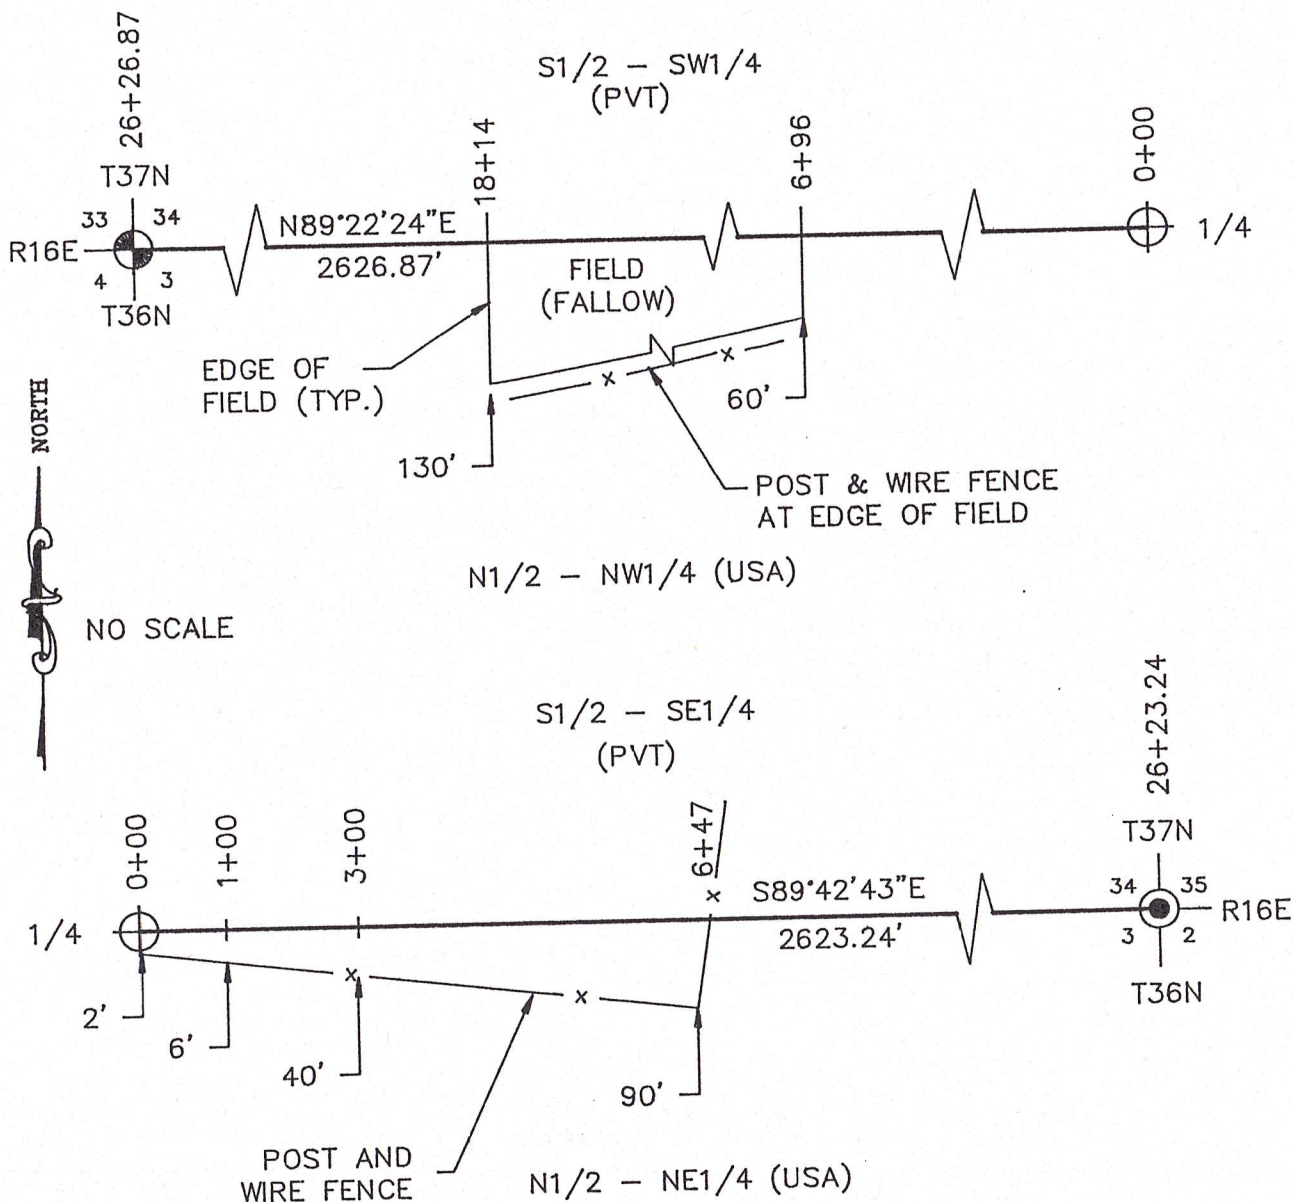 26+26.87
S1/2 – SW1/4
(PVT)
18+14
6+96
0+00
T37N
33 34
R16E
4 3
T36N
N89°22'24"E
2626.87'
1/4
FIELD
(FALLOW)
EDGE OF
FIELD (TYP.)
60'
130'
POST & WIRE FENCE
AT EDGE OF FIELD
N1/2 – NW1/4 (USA)
NORTH
NO SCALE
S1/2 – SE1/4
(PVT)
26+23.24
0+00
1+00
3+00
6+47
T37N
34 35
R16E
3 2
T36N
S89°42'43"E
2623.24'
1/4
2'
6'
40'
90'
POST AND
WIRE FENCE
N1/2 – NE1/4 (USA)